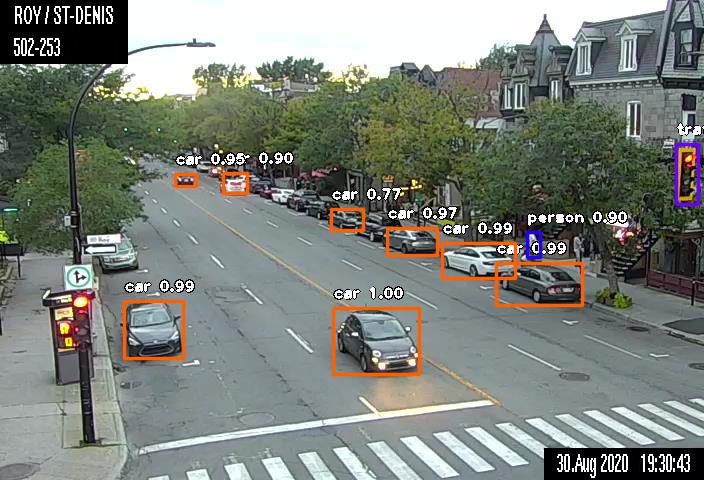 ROY / ST-DENIS
502-253
car 0.95
0.90
car 0.77
car 0.97
car 0.99
person 0.90
car 0.99
car 0.99
car 1.00
tra
30.Aug 2020 19:30:43